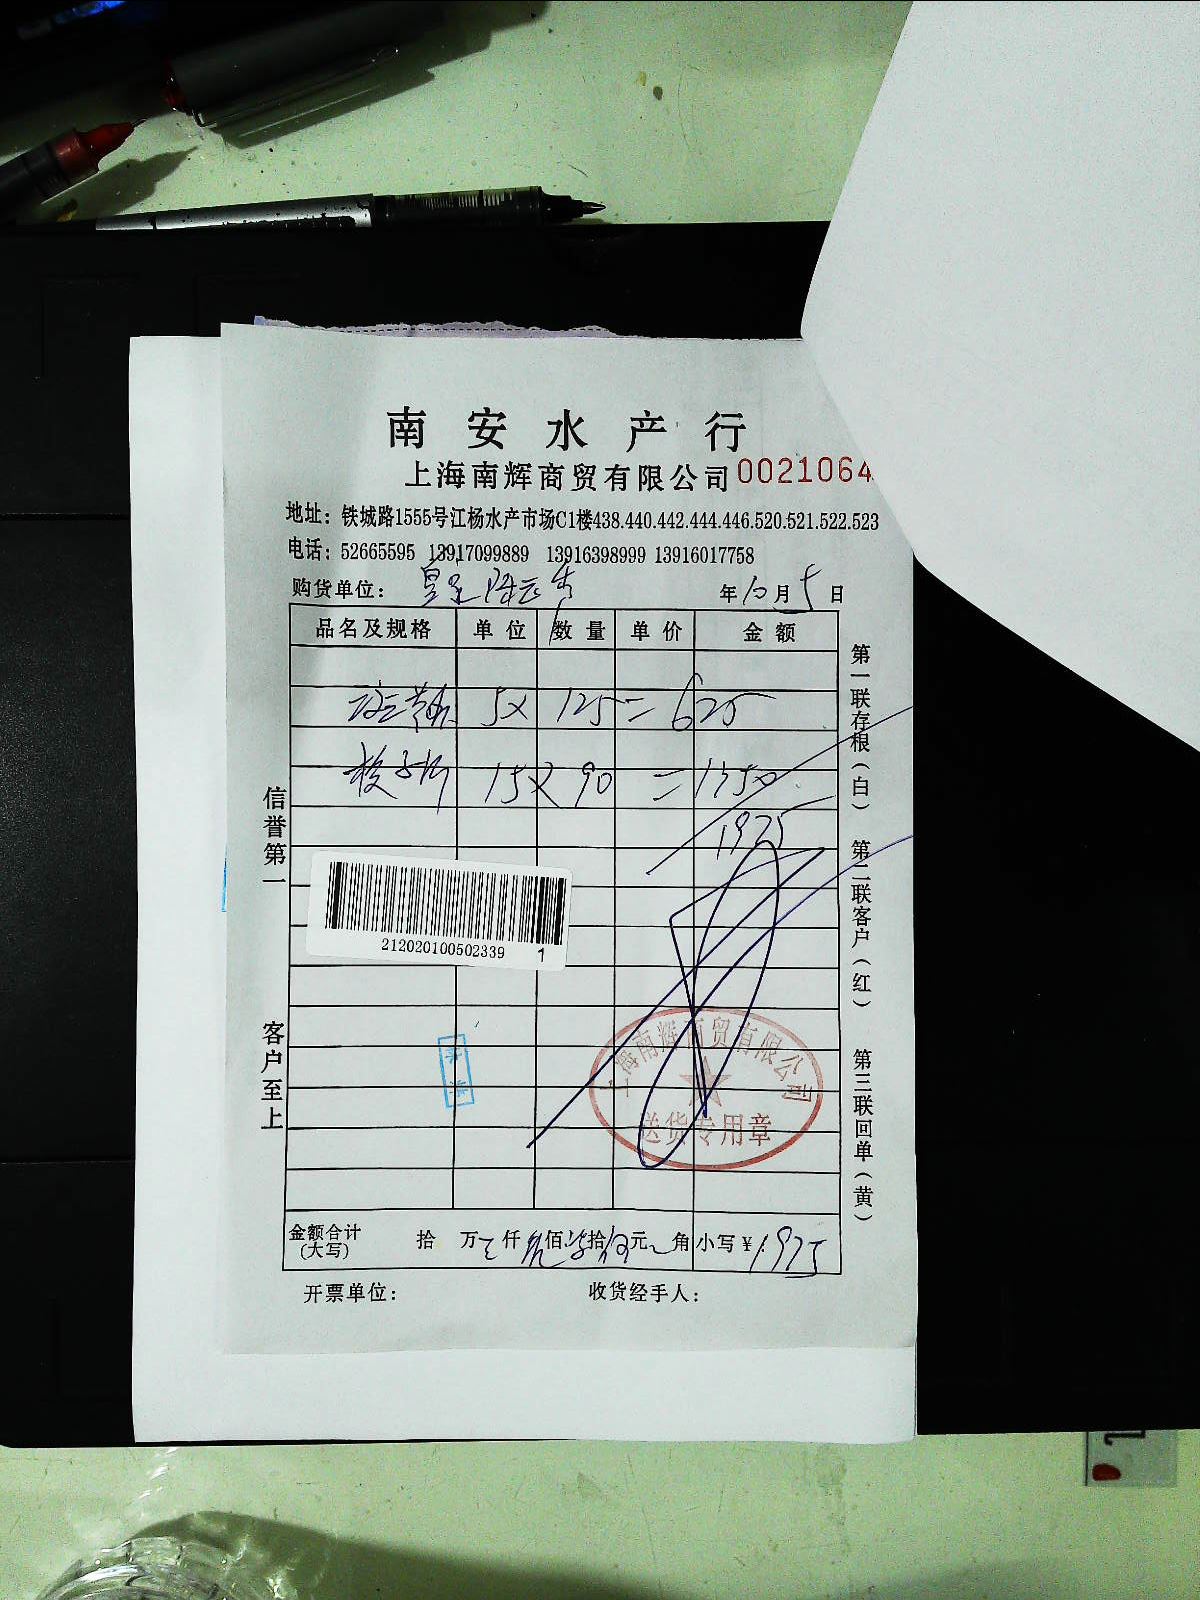 南安水产行
上海南辉商贸有限公司 0021064
地址：铁城路1555号江杨水产市场C1楼438.440.442.444.446.520.521.522.523
电话：52665595 13917099889 13916398999 13916017758
购货单位： 年10月5日
品名及规格 单位 数量 单价 金额
5× 125=625
梭子 15×90=1350
1975
信誉第一
客户至上
212020100502339 1
上海南辉商贸有限公司
送货专用章
金额合计(大写) 拾 万 仟 佰 拾 元 角 小写￥：1975
开票单位： 收货经手人：
第一联存根（白） 第二联客户（红） 第三联回单（黄）